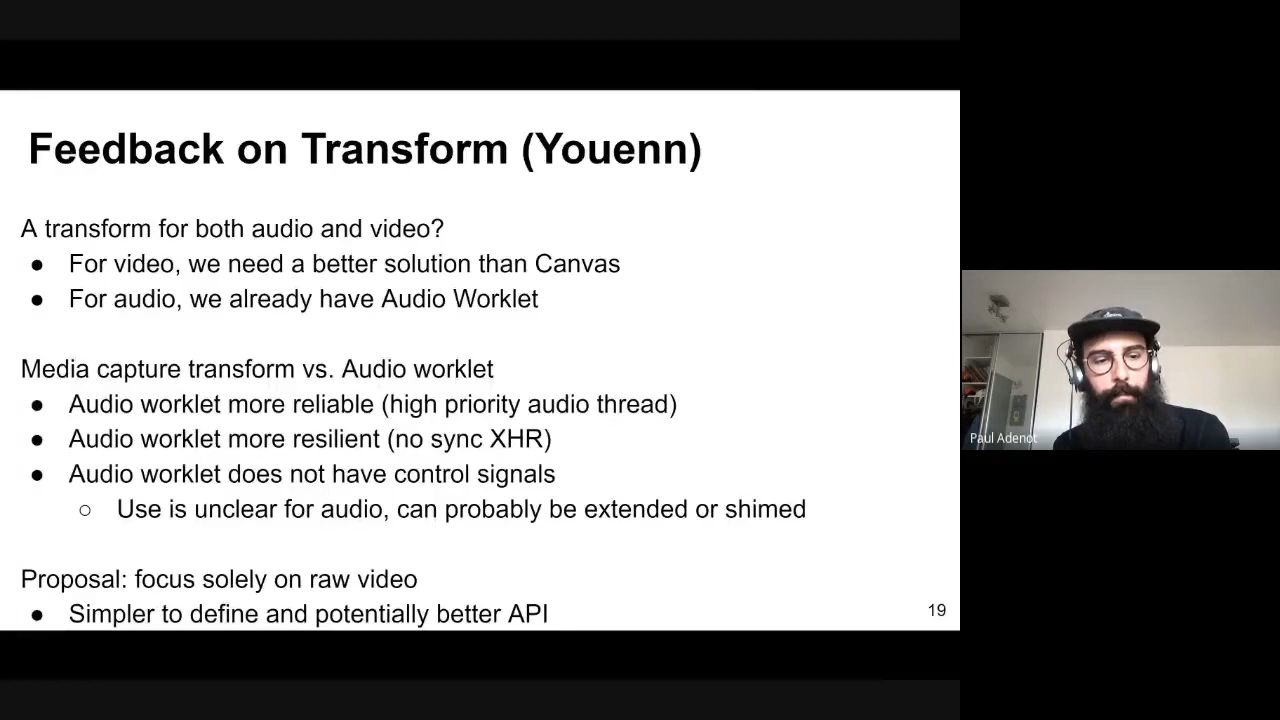 Feedback on Transform (Youenn)
A transform for both audio and video?
● For video, we need a better solution than Canvas
● For audio, we already have Audio Worklet
Media capture transform vs. Audio worklet
● Audio worklet more reliable (high priority audio thread)
● Audio worklet more resilient (no sync XHR)
● Audio worklet does not have control signals
○ Use is unclear for audio, can probably be extended or shimed
Proposal: focus solely on raw video
● Simpler to define and potentially better API
19
Paul Adenot